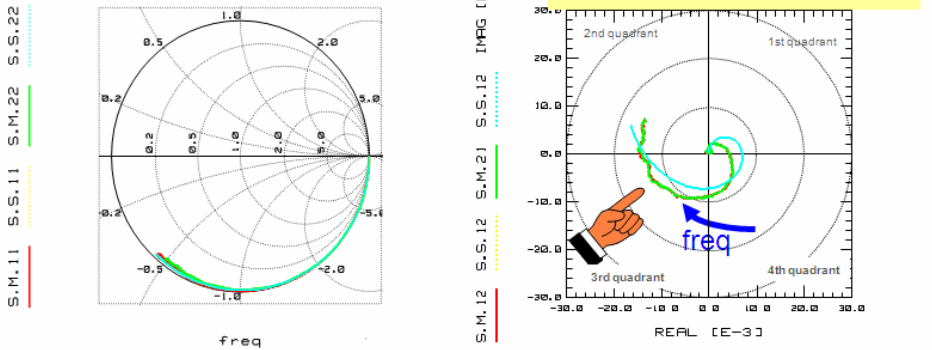 S.M.11
S.S.11
S.M.22
S.S.22
1.0
0.5
2.0
0.2
5.0
0.2
0.5
1.0
2.0
5.0
-0.2
-5.
-0.5
-2.0
-1.0
freq
S.M.12
S.S.12
S.M.21
S.S.12
IMAG [
30.
20.0
10.0
0.0
-10.0
-20.0
-30.0
2nd quadrant
1st quadrant
freq
3rd quadrant
4th quadrant
-30.0
-20.0
-10.0
0.0
10.0
20.0
30.0
REAL [E-3]